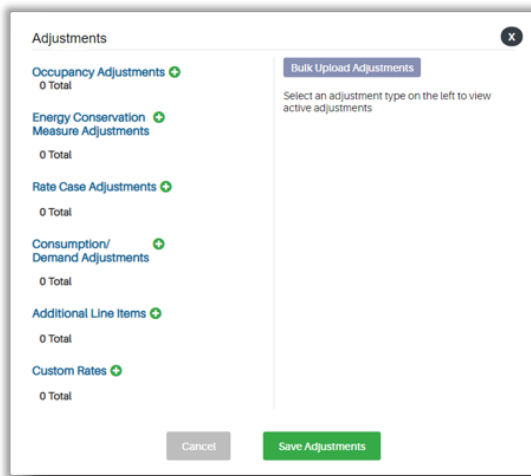 Adjustments
X
Occupancy Adjustments
0 Total
Energy Conservation
Measure Adjustments
0 Total
Rate Case Adjustments
0 Total
Consumption/
Demand Adjustments
0 Total
Additional Line Items
0 Total
Custom Rates
0 Total
Bulk Upload Adjustments
Select an adjustment type on the left to view
active adjustments
Cancel
Save Adjustments